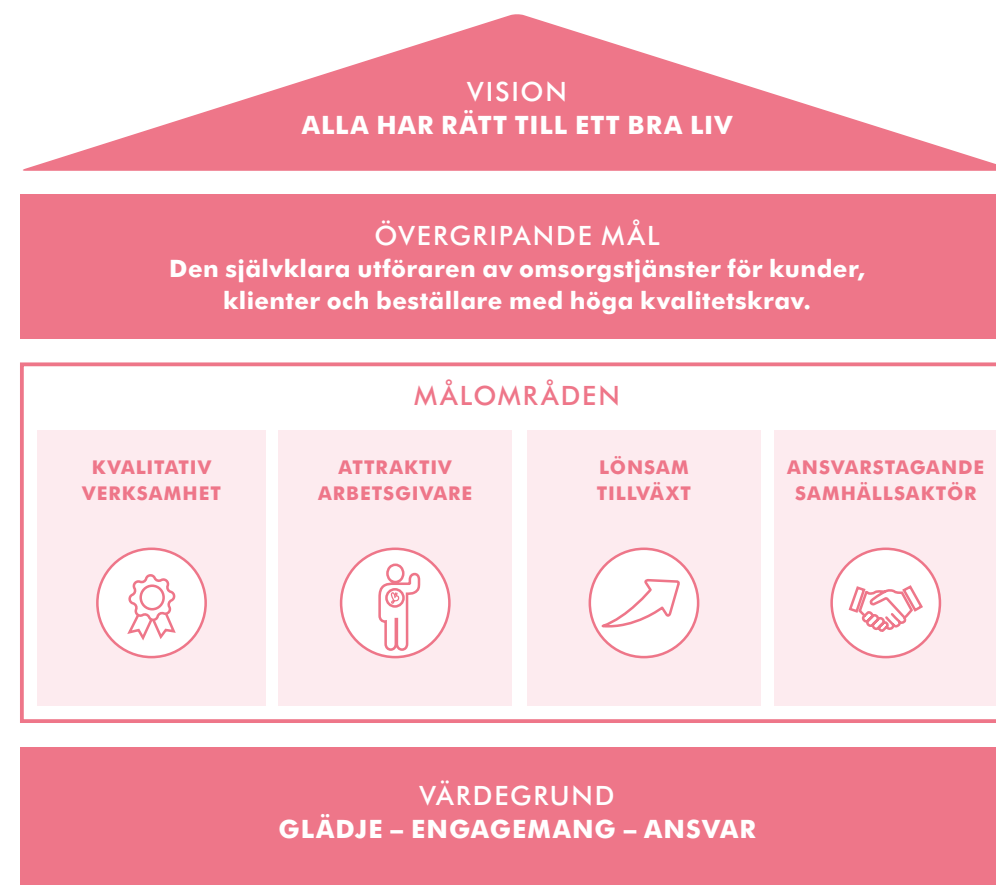 VISION
ALLA HAR RÄTT TILL ETT BRA LIV
ÖVERGRIPANDE MÅL
Den självklara utföraren av omsorgstjänster för kunder,
klienter och beställare med höga kvalitetskrav.
MÅLOMRÅDEN
KVALITATIV
VERKSAMHET
ATTRAKTIV
ARBETSGIVARE
LÖNSAM
TILLVÄXT
ANSVARSTAGANDE
SAMHÄLLSAKTÖR
VÄRDEGRUND
GLÄDJE – ENGAGEMANG – ANSVAR